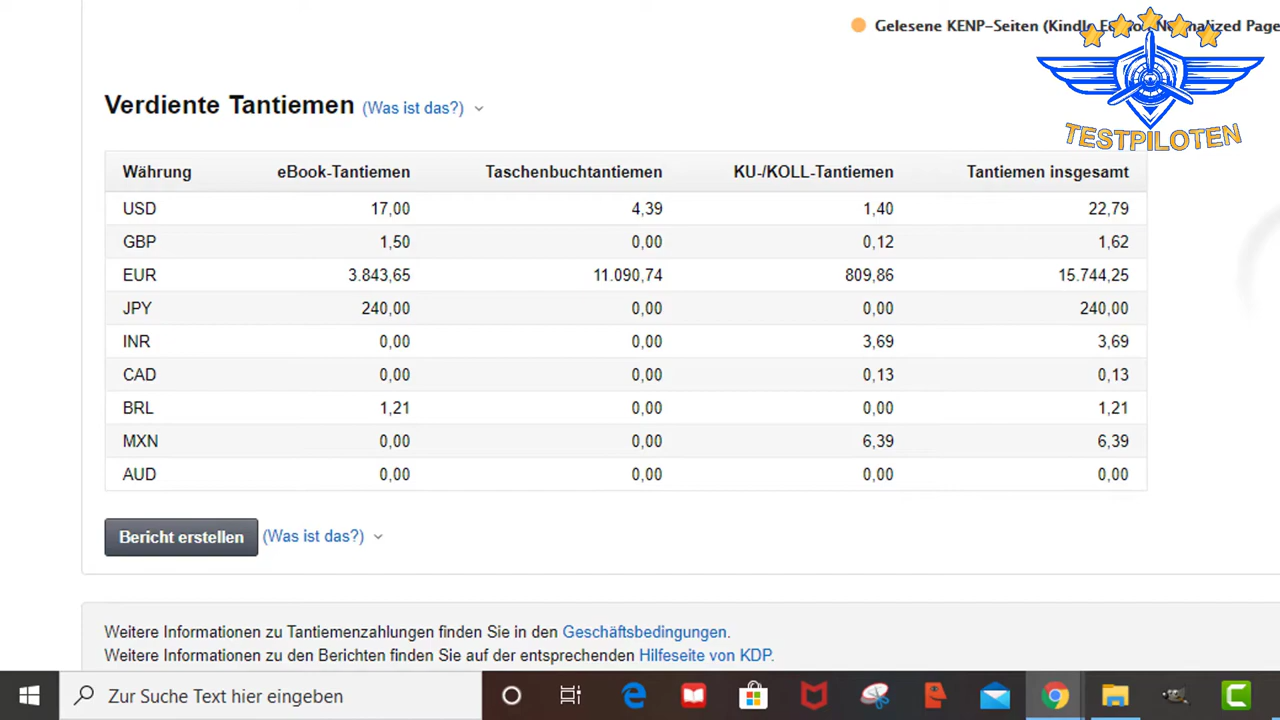 Gelesene KENP-Seiten (Kindle Normalized Page
TESTPILOTEN
Verdiente Tantiemen (Was ist das?)
Währung eBook-Tantiemen Taschenbuchtantiemen KU-/KOLL-Tantiemen Tantiemen insgesamt
USD 17,00 4,39 1,40 22,79
GBP 1,50 0,00 0,12 1,62
EUR 3.843,65 11.090,74 809,86 15.744,25
JPY 240,00 0,00 0,00 240,00
INR 0,00 0,00 3,69 3,69
CAD 0,00 0,00 0,13 0,13
BRL 1,21 0,00 0,00 1,21
MXN 0,00 0,00 6,39 6,39
AUD 0,00 0,00 0,00 0,00
Bericht erstellen (Was ist das?)
Weitere Informationen zu Tantiemenzahlungen finden Sie in den Geschäftsbedingungen.
Weitere Informationen zu den Berichten finden Sie auf der entsprechenden Hilfeseite von KDP.
Zur Suche Text hier eingeben